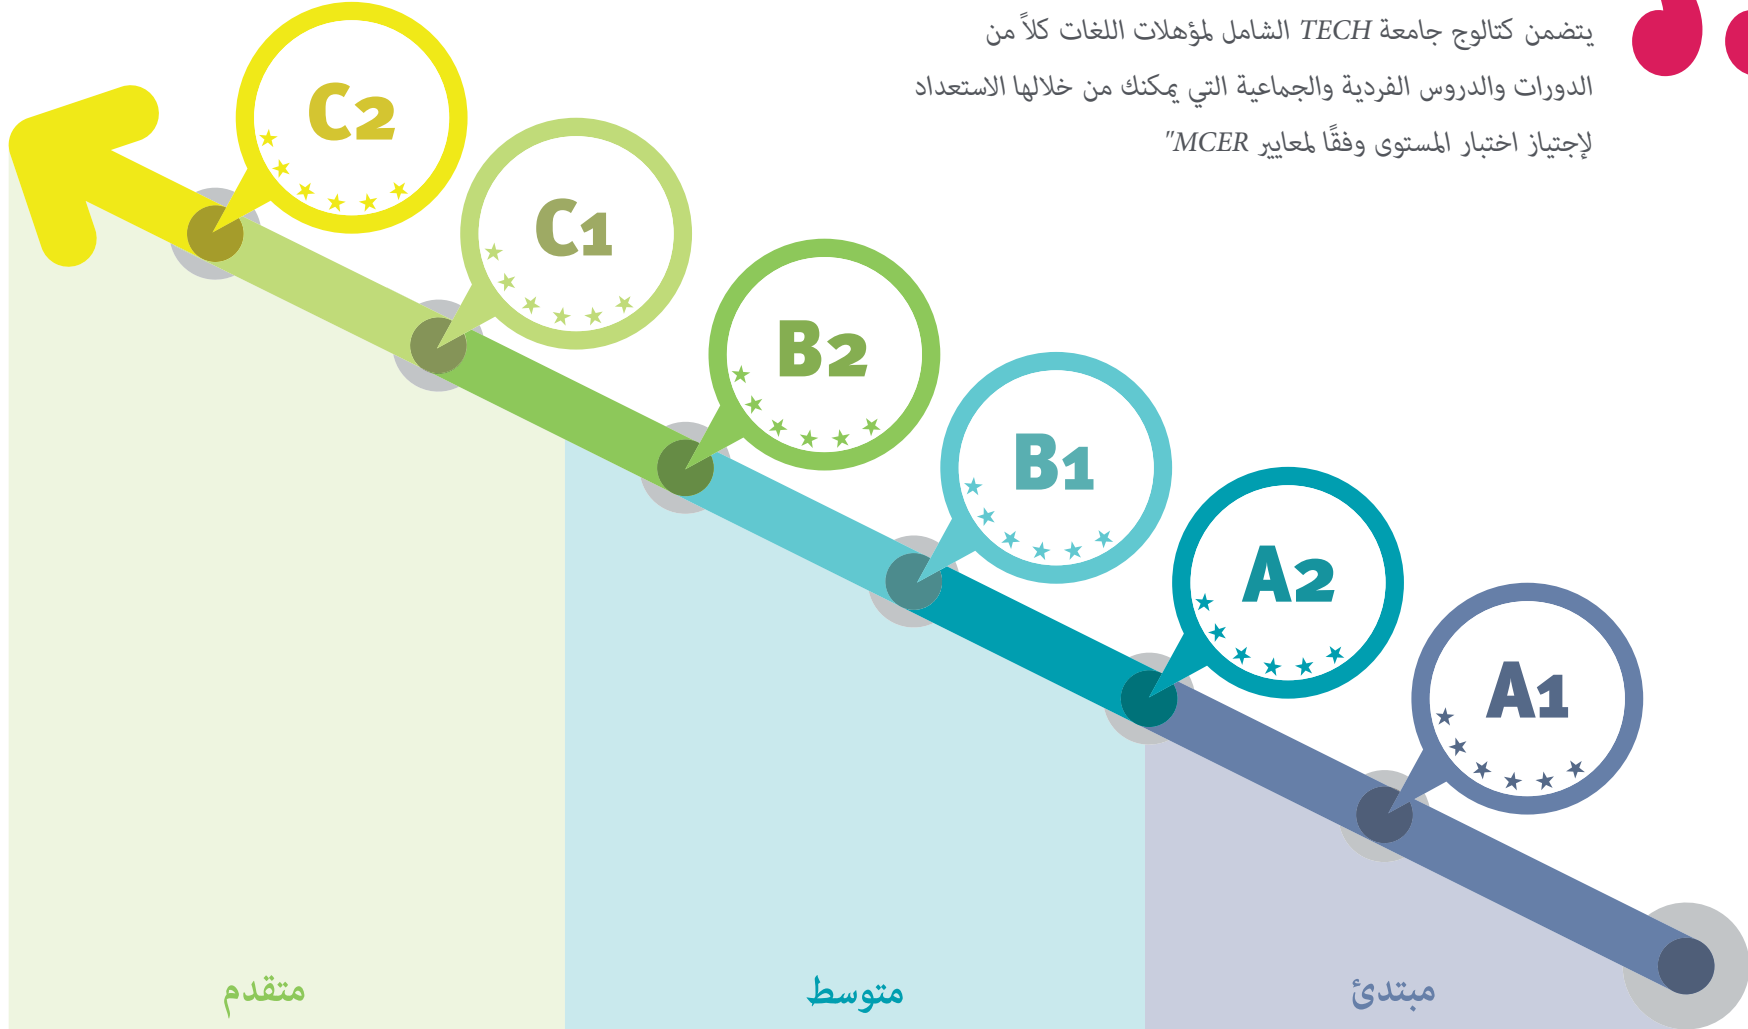 يتضمن كتالوج جامعة TECH الشامل لمؤهلات اللغات كلاً من
الدورات والدروس الفردية والجماعية التي يمكنك من خلالها الاستعداد
لإجتياز اختبار المستوى وفقًا لمعايير MCER"
C2
C1
B2
B1
A2
A1
مبتدئ
متوسط
متقدم